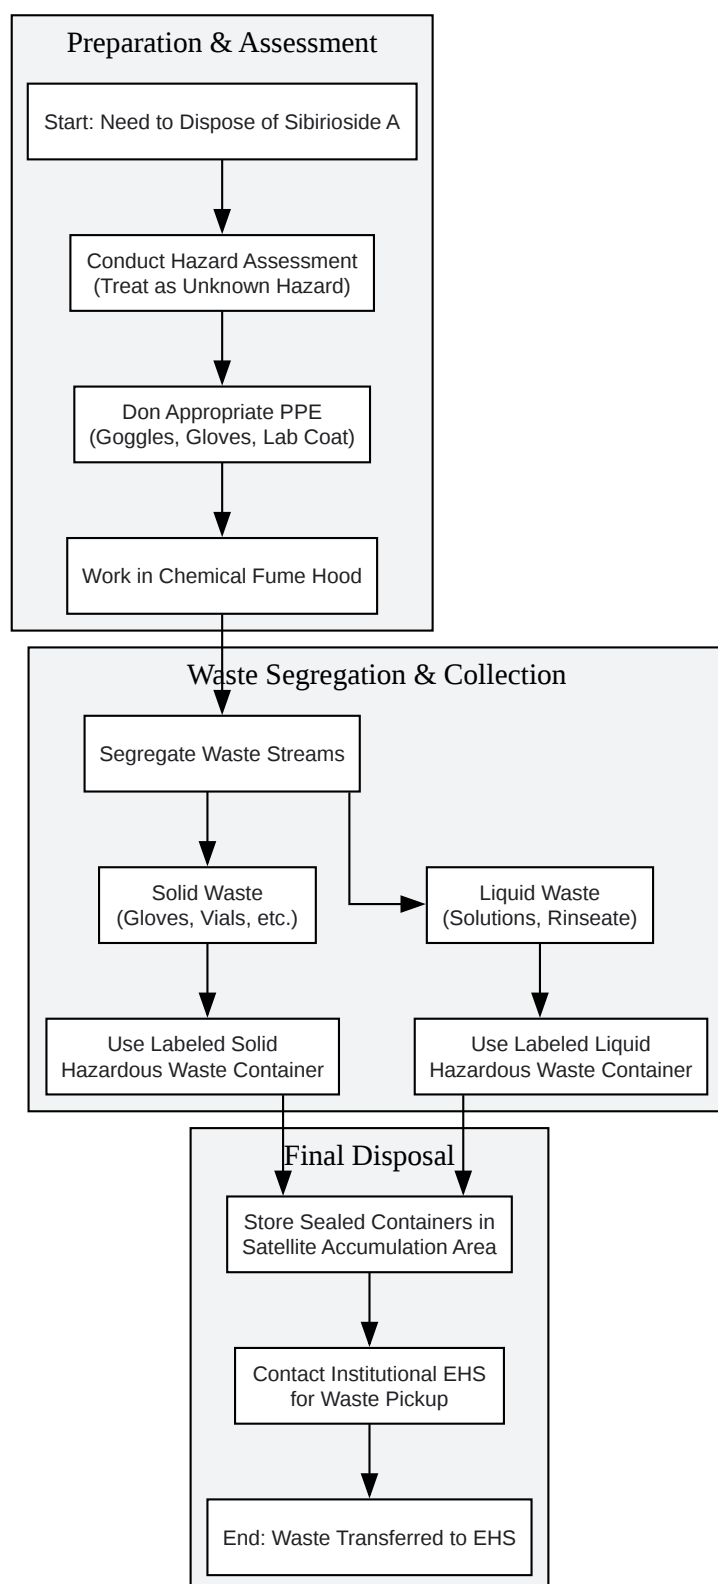 Preparation & Assessment
Start: Need to Dispose of Sibirioside A
Conduct Hazard Assessment
(Treat as Unknown Hazard)
Don Appropriate PPE
(Goggles, Gloves, Lab Coat)
Work in Chemical Fume Hood
Waste Segregation & Collection
Segregate Waste Streams
Solid Waste
(Gloves, Vials, etc.)
Liquid Waste
(Solutions, Rinseate)
Use Labeled Solid
Hazardous Waste Container
Use Labeled Liquid
Hazardous Waste Container
Final Disposal
Store Sealed Containers in
Satellite Accumulation Area
Contact Institutional EHS
for Waste Pickup
End: Waste Transferred to EHS